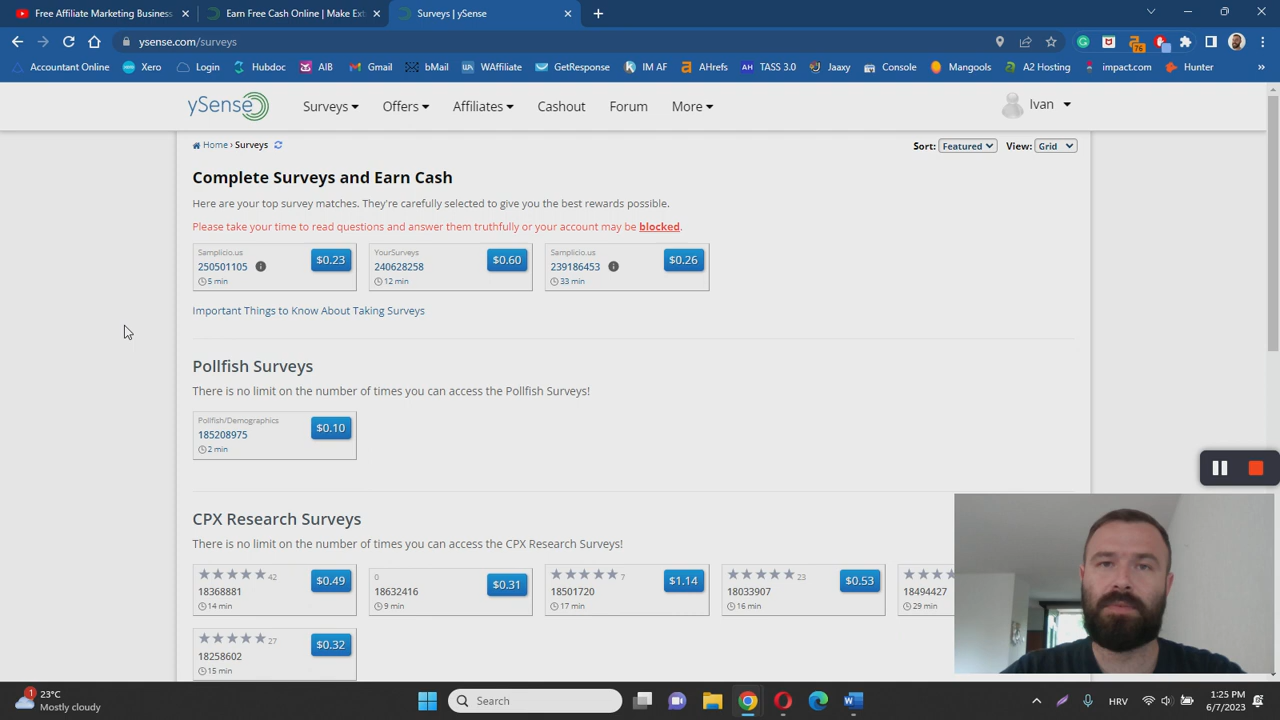 Free Affiliate Marketing Business
Earn Free Cash Online | Make Ext
Surveys | ySense
ysense.com/surveys
76
Accountant Online
Xero
Login
Hubdoc
AIB
Gmail
bMail
WAffiliate
GetResponse
IM AF
AHrefs
TASS 3.0
Jaaxy
Console
Mangools
A2 Hosting
impact.com
Hunter
»
ySense
Surveys
Offers
Affiliates
Cashout
Forum
More
Ivan
Home › Surveys
Sort: Featured
View: Grid
Complete Surveys and Earn Cash
Here are your top survey matches. They're carefully selected to give you the best rewards possible.
Please take your time to read questions and answer them truthfully or your account may be blocked.
Samplicio.us
250501105
5 min
$0.23
YourSurveys
240628258
12 min
$0.60
Samplicio.us
239186453
33 min
$0.26
Important Things to Know About Taking Surveys
Pollfish Surveys
There is no limit on the number of times you can access the Pollfish Surveys!
Pollfish/Demographics
185208975
2 min
$0.10
CPX Research Surveys
There is no limit on the number of times you can access the CPX Research Surveys!
42
18368881
14 min
$0.49
0
18632416
9 min
$0.31
7
18501720
17 min
$1.14
23
18033907
16 min
$0.53
18494427
29 min
27
18258602
15 min
$0.32
1
23°C
Mostly cloudy
Search
HRV
1:25 PM
6/7/2023